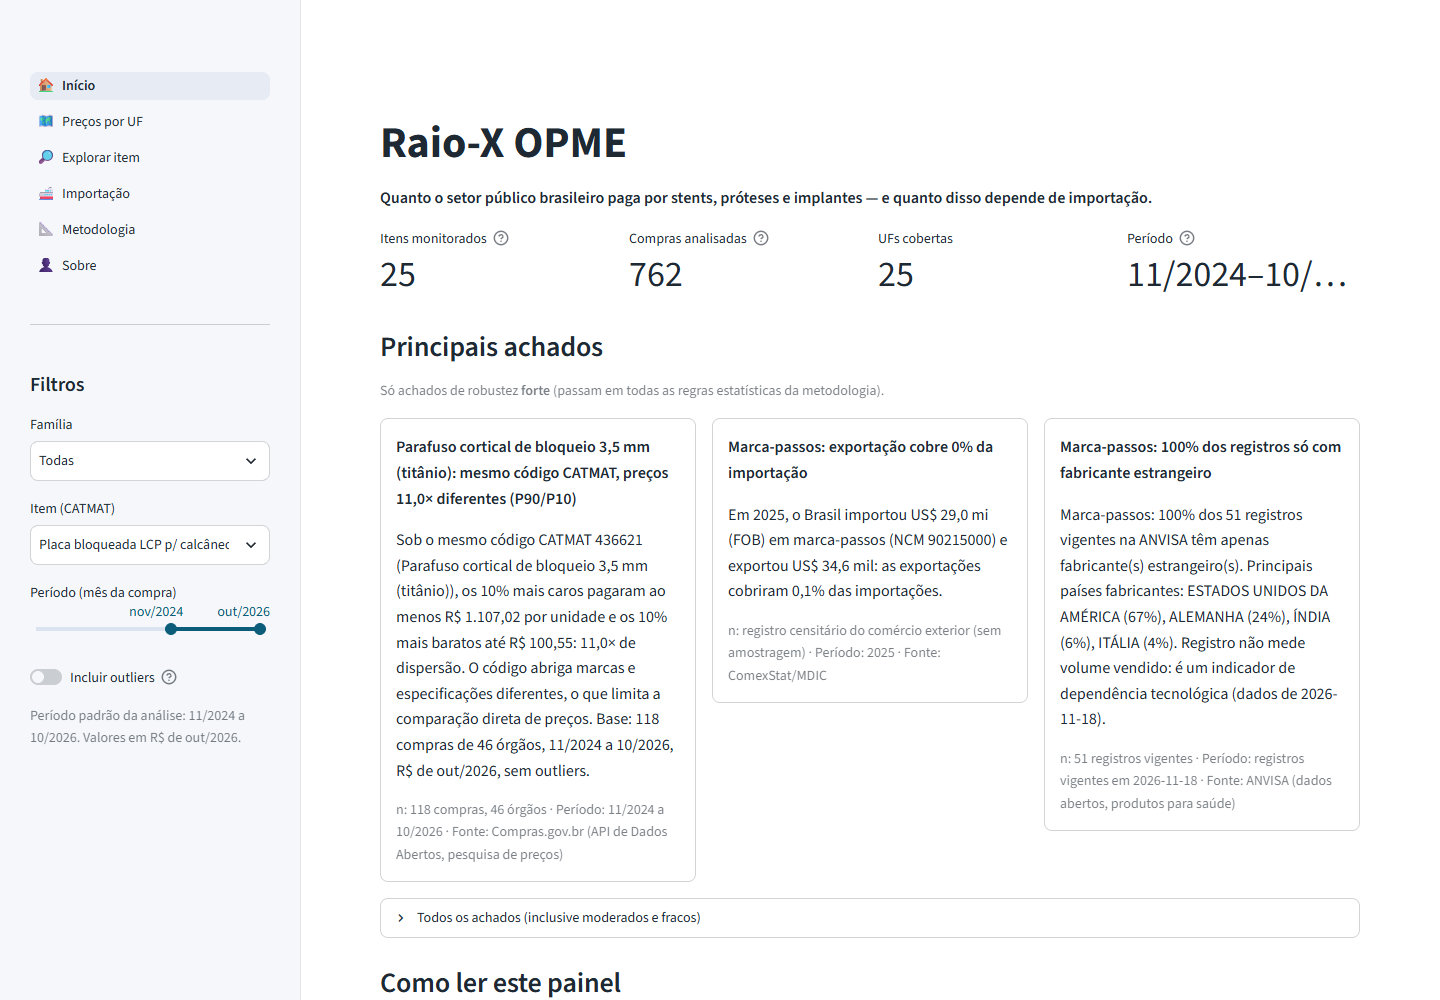 Início
Preços por UF
Explorar item
Importação
Metodologia
Sobre
Filtros
Família
Todas
Item (CATMAT)
Placa bloqueada LCP p/ calcânec
Período (mês da compra)
nov/2024 out/2026
Incluir outliers
Período padrão da análise: 11/2024 a
10/2026. Valores em R$ de out/2026.
Raio-X OPME
Quanto o setor público brasileiro paga por stents, próteses e implantes — e quanto disso depende de importação.
Itens monitorados
25
Compras analisadas
762
UFs cobertas
25
Período
11/2024–10/…
Principais achados
Só achados de robustez forte (passam em todas as regras estatísticas da metodologia).
Parafuso cortical de bloqueio 3,5 mm
(titânio): mesmo código CATMAT, preços
11,0× diferentes (P90/P10)
Sob o mesmo código CATMAT 436621
(Parafuso cortical de bloqueio 3,5 mm
(titânio)), os 10% mais caros pagaram ao
menos R$ 1.107,02 por unidade e os 10%
mais baratos até R$ 100,55: 11,0× de
dispersão. O código abriga marcas e
especificações diferentes, o que limita a
comparação direta de preços. Base: 118
compras de 46 órgãos, 11/2024 a 10/2026,
R$ de out/2026, sem outliers.
n: 118 compras, 46 órgãos · Período: 11/2024 a
10/2026 · Fonte: Compras.gov.br (API de Dados
Abertos, pesquisa de preços)
Marca-passos: exportação cobre 0% da
importação
Em 2025, o Brasil importou US$ 29,0 mi
(FOB) em marca-passos (NCM 90215000) e
exportou US$ 34,6 mil: as exportações
cobriram 0,1% das importações.
n: registro censitário do comércio exterior (sem
amostragem) · Período: 2025 · Fonte:
ComexStat/MDIC
Marca-passos: 100% dos registros só com
fabricante estrangeiro
Marca-passos: 100% dos 51 registros
vigentes na ANVISA têm apenas
fabricante(s) estrangeiro(s). Principais
países fabricantes: ESTADOS UNIDOS DA
AMÉRICA (67%), ALEMANHA (24%), ÍNDIA
(6%), ITÁLIA (4%). Registro não mede
volume vendido: é um indicador de
dependência tecnológica (dados de 2026-
11-18).
n: 51 registros vigentes · Período: registros
vigentes em 2026-11-18 · Fonte: ANVISA (dados
abertos, produtos para saúde)
Todos os achados (inclusive moderados e fracos)
Como ler este painel